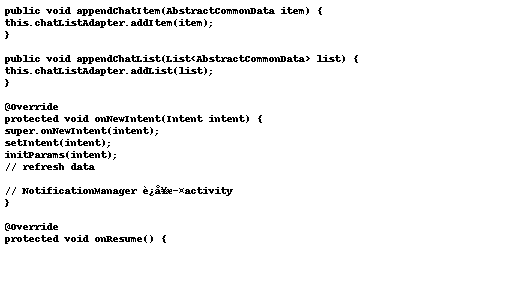 public void appendChatItem(AbstractCommonData item) {
this.chatListAdapter.addItem(item);
}
public void appendChatList(List<AbstractCommonData> list) {
this.chatListAdapter.addList(list);
}
@Override
protected void onNewIntent(Intent intent) {
super.onNewIntent(intent);
setIntent(intent);
initParams(intent);
// refresh data
// NotificationManager activity
}
@Override
protected void onResume() {